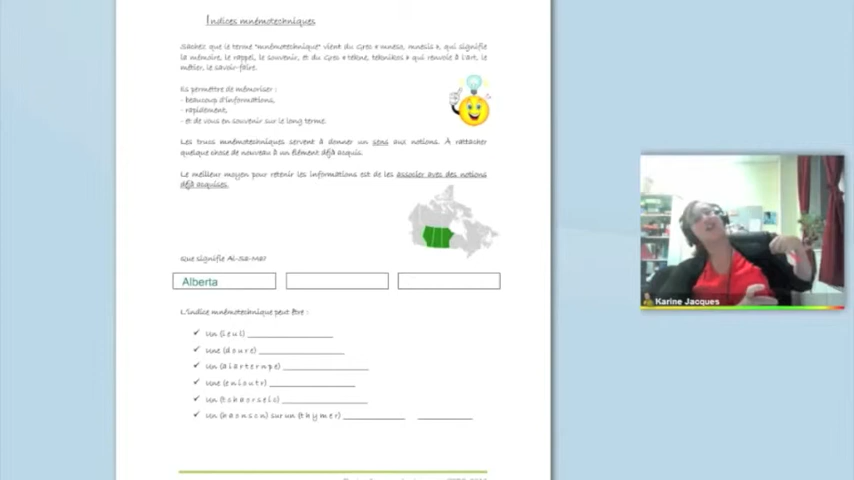 Indices mnémotechniques
Sachez que le terme "mnémotechnique" vient du Grec « mnesis, mnesis », qui signifie
la mémoire, le rappel, le souvenir, et du Grec « tekne, teknikos » qui renvoie à l'art, le
métier, le savoir-faire.
Ils permettre de mémoriser :
- beaucoup d'informations,
- rapidement,
- et de vous en souvenir sur le long terme.
Les trucs mnémotechniques servent à donner un sens aux notions. À rattacher
quelque chose de nouveau à un élément déjà acquis.
Le meilleur moyen pour retenir les informations est de les associer avec des notions
déjà acquises.
Que signifie Al-Sa-Ma?
Alberta
L'indice mnémotechnique peut être :
✓ Un (i e u l)
✓ Une (d o u r e)
✓ Un
✓ Une
✓ Un
✓ Un sur un (t h y m e r)
Karine Jacques